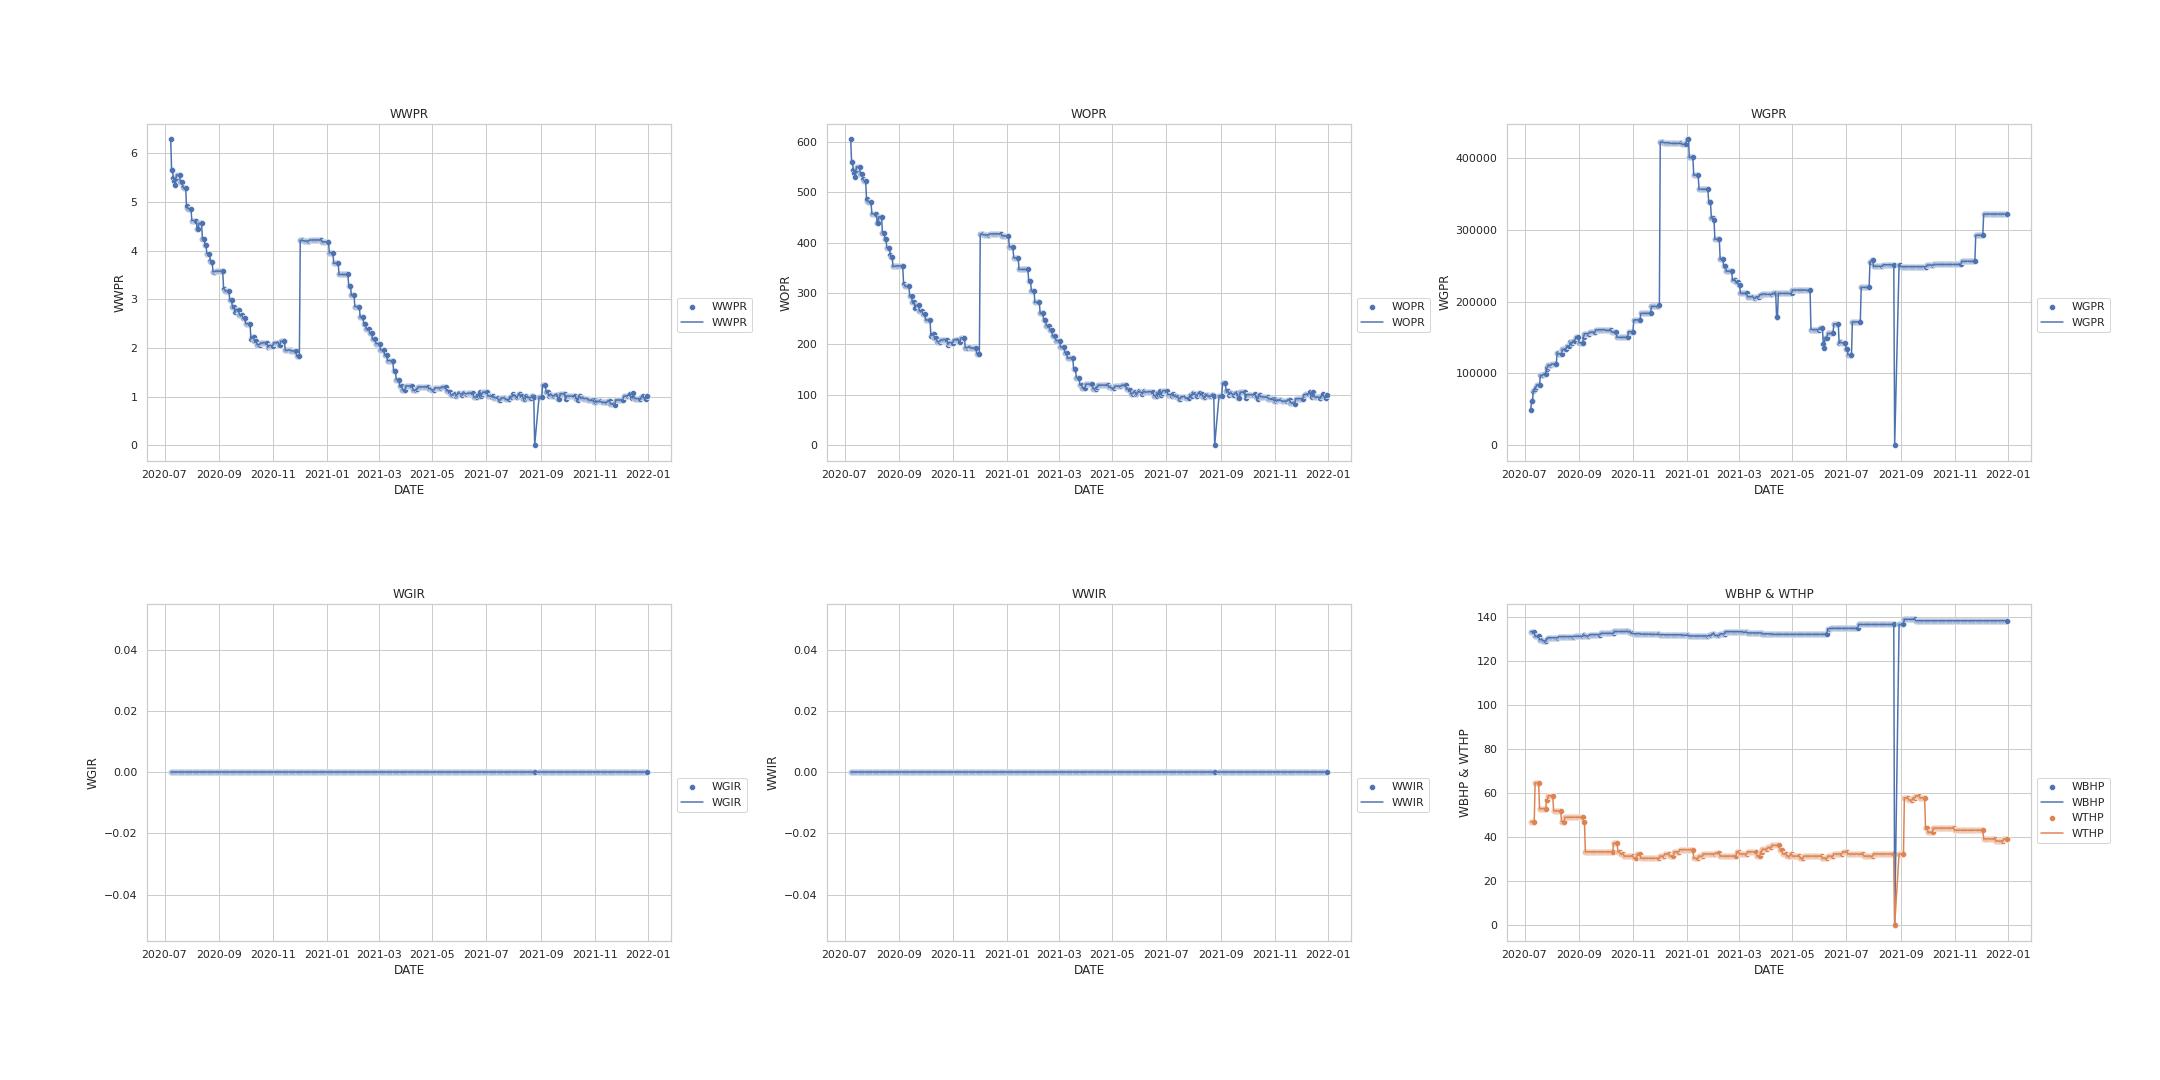 WWPR
WWPR
6
5
4
3
2
1
0
2020-07 2020-09 2020-11 2021-01 2021-03 2021-05 2021-07 2021-09 2021-11 2022-01
DATE
WWPR
WWPR
WOPR
WOPR
600
500
400
300
200
100
0
2020-07 2020-09 2020-11 2021-01 2021-03 2021-05 2021-07 2021-09 2021-11 2022-01
DATE
WOPR
WOPR
WGPR
WGPR
400000
300000
200000
100000
0
2020-07 2020-09 2020-11 2021-01 2021-03 2021-05 2021-07 2021-09 2021-11 2022-01
DATE
WGPR
WGPR
WGIR
WGIR
0.04
0.02
0.00
−0.02
−0.04
2020-07 2020-09 2020-11 2021-01 2021-03 2021-05 2021-07 2021-09 2021-11 2022-01
DATE
WGIR
WGIR
WWIR
WWIR
0.04
0.02
0.00
−0.02
−0.04
2020-07 2020-09 2020-11 2021-01 2021-03 2021-05 2021-07 2021-09 2021-11 2022-01
DATE
WWIR
WWIR
WBHP & WTHP
WBHP & WTHP
140
120
100
80
60
40
20
0
2020-07 2020-09 2020-11 2021-01 2021-03 2021-05 2021-07 2021-09 2021-11 2022-01
DATE
WBHP
WBHP
WTHP
WTHP